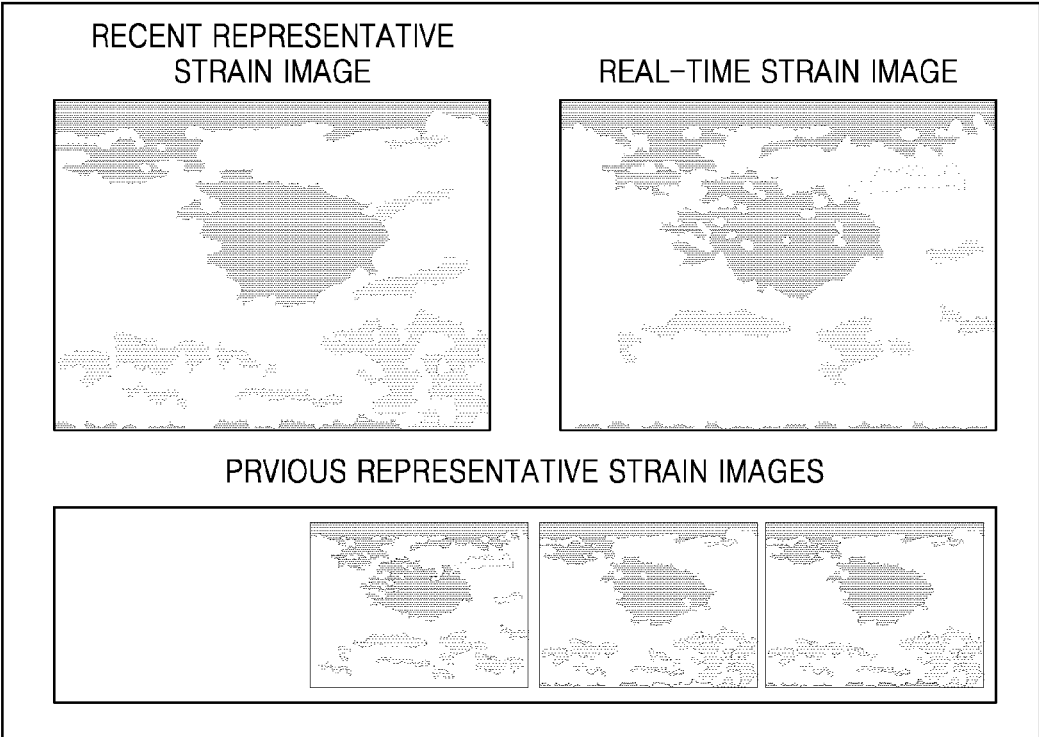 RECENT REPRESENTATIVE
STRAIN IMAGE
REAL-TIME STRAIN IMAGE
PRVIOUS REPRESENTATIVE STRAIN IMAGES